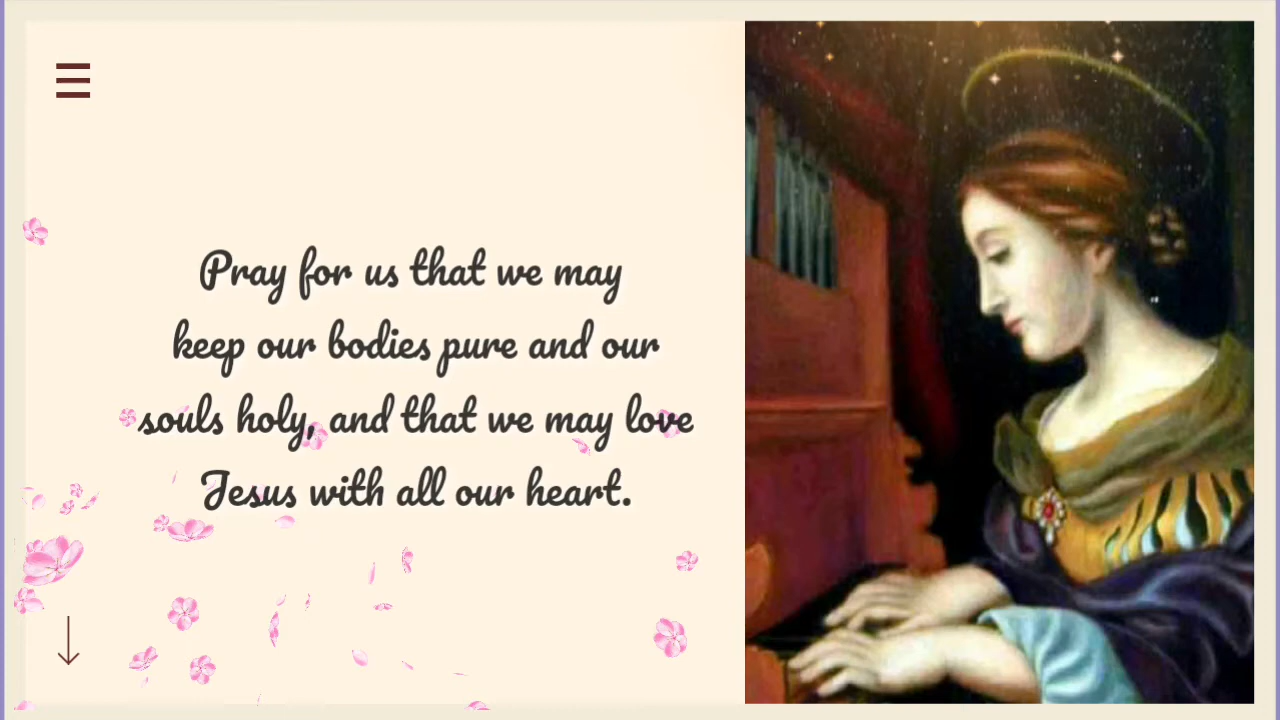 Pray for us that we may
keep our bodies pure and our
souls holy, and that we may love
Jesus with all our heart.